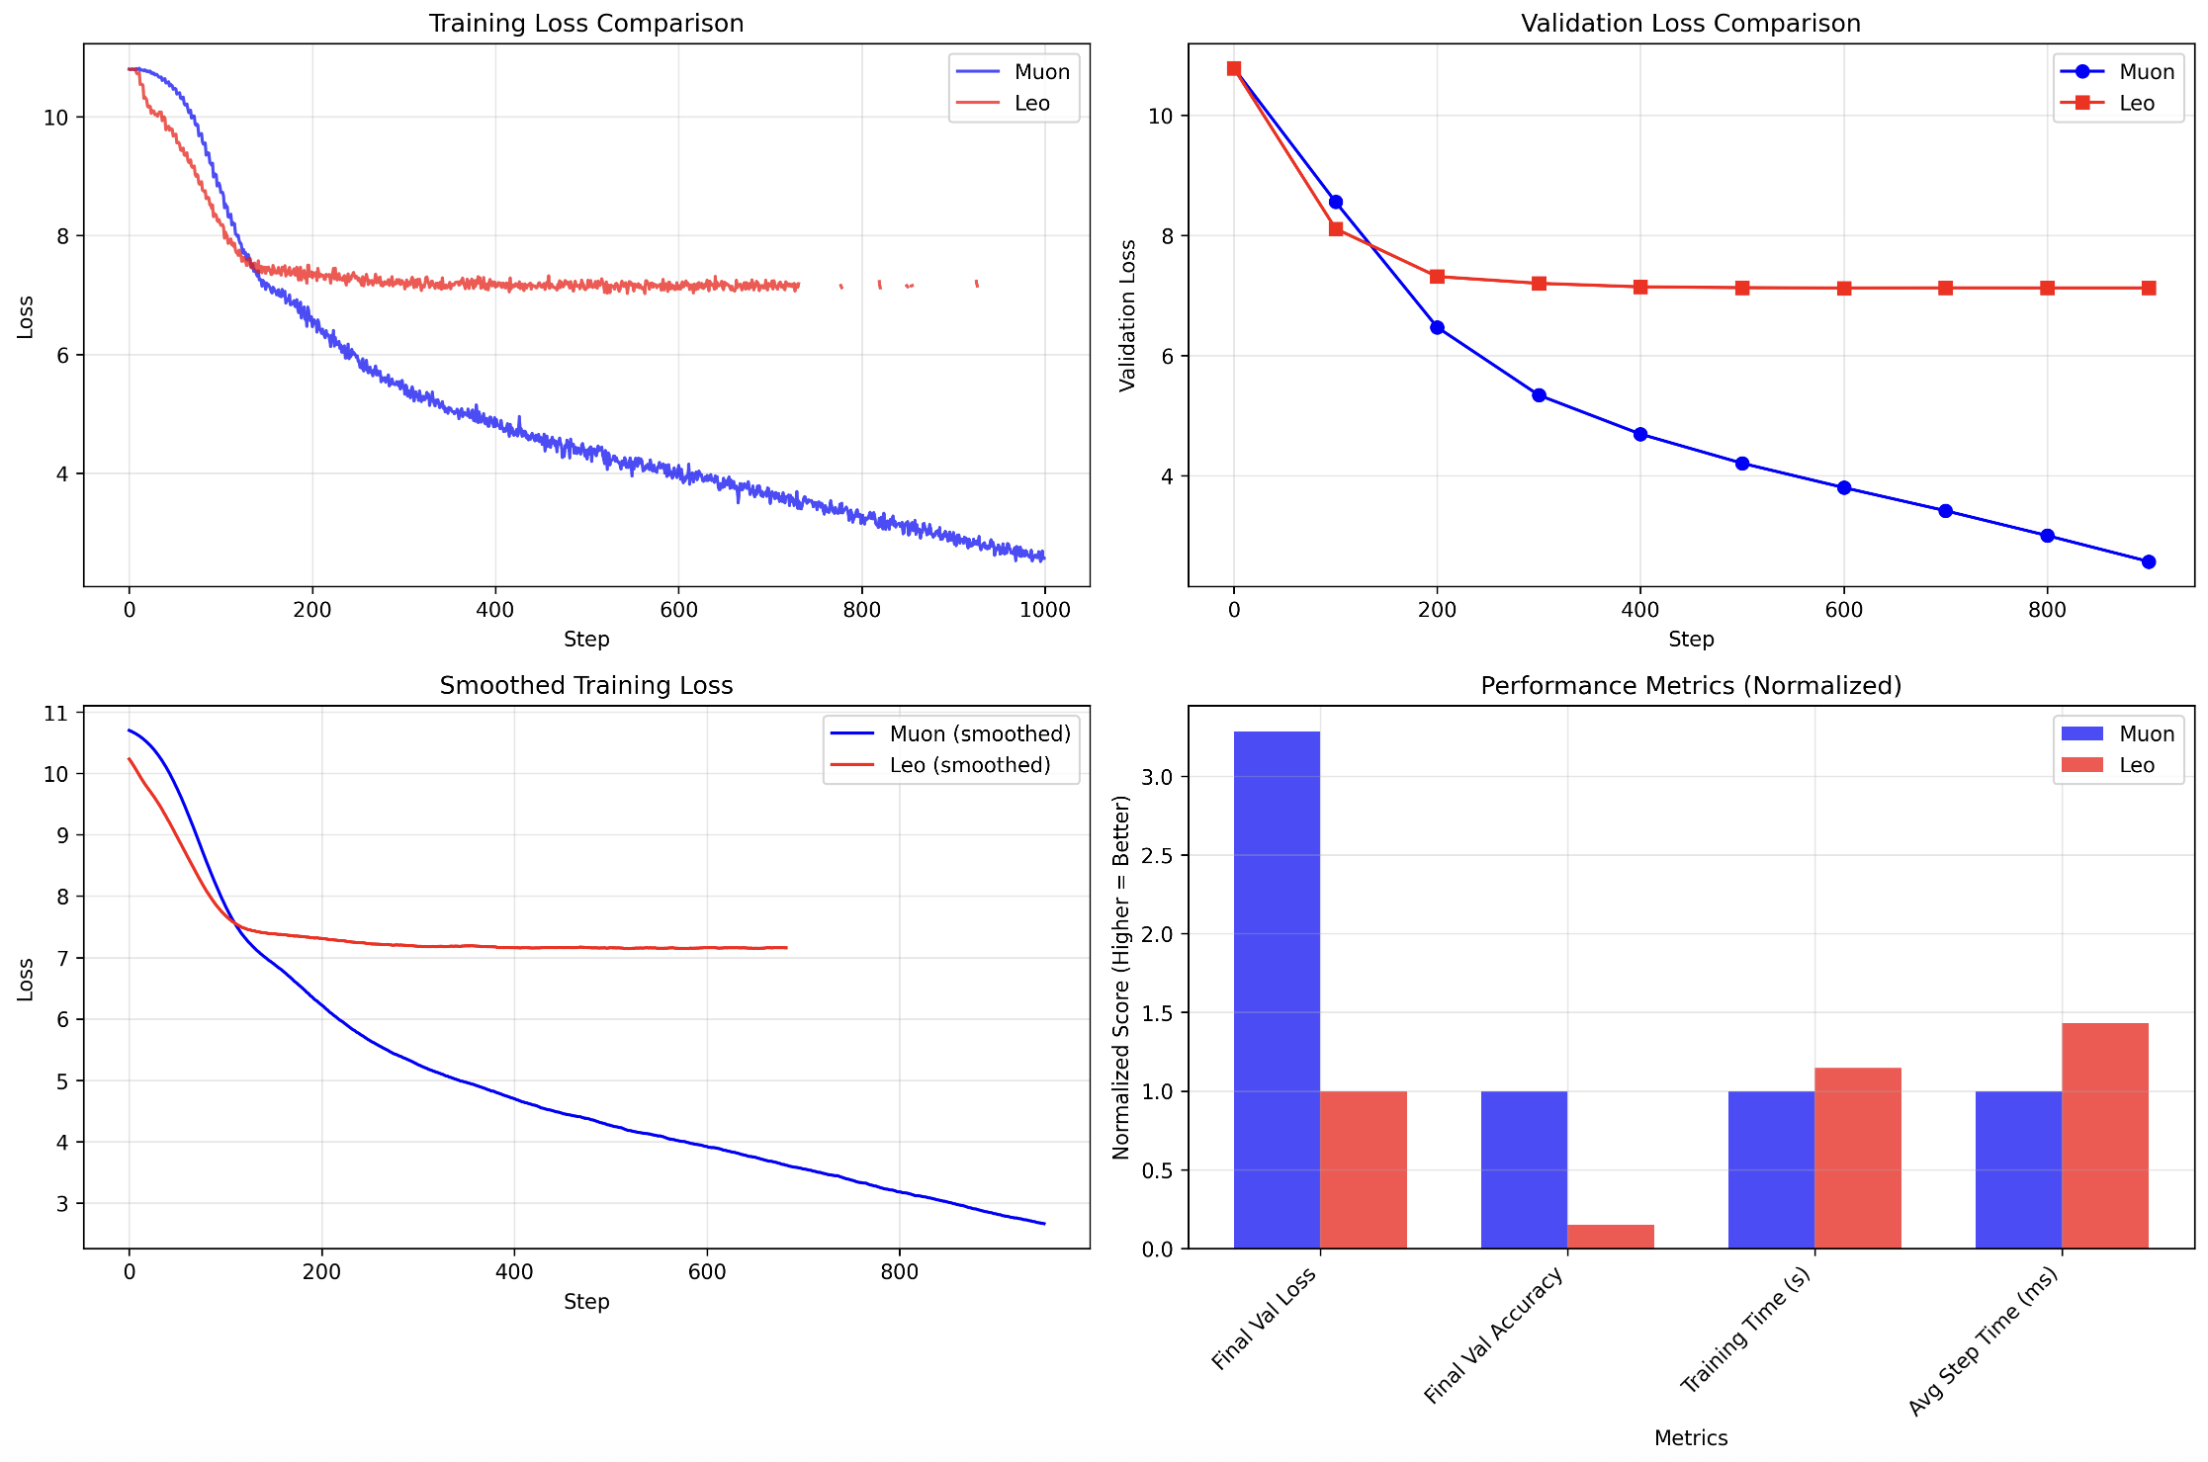 Training Loss Comparison
Muon
Leo
10
8
6
4
Loss
0
200
400
600
800
1000
Step
Validation Loss Comparison
Muon
Leo
10
8
6
4
Validation Loss
0
200
400
600
800
Step
Smoothed Training Loss
Muon (smoothed)
Leo (smoothed)
11
10
9
8
7
6
5
4
3
Loss
0
200
400
600
800
Step
Performance Metrics (Normalized)
Muon
Leo
3.0
2.5
2.0
1.5
1.0
0.5
0.0
Normalized Score (Higher = Better)
Final Val Loss
Final Val Accuracy
Training Time (s)
Avg Step Time (ms)
Metrics